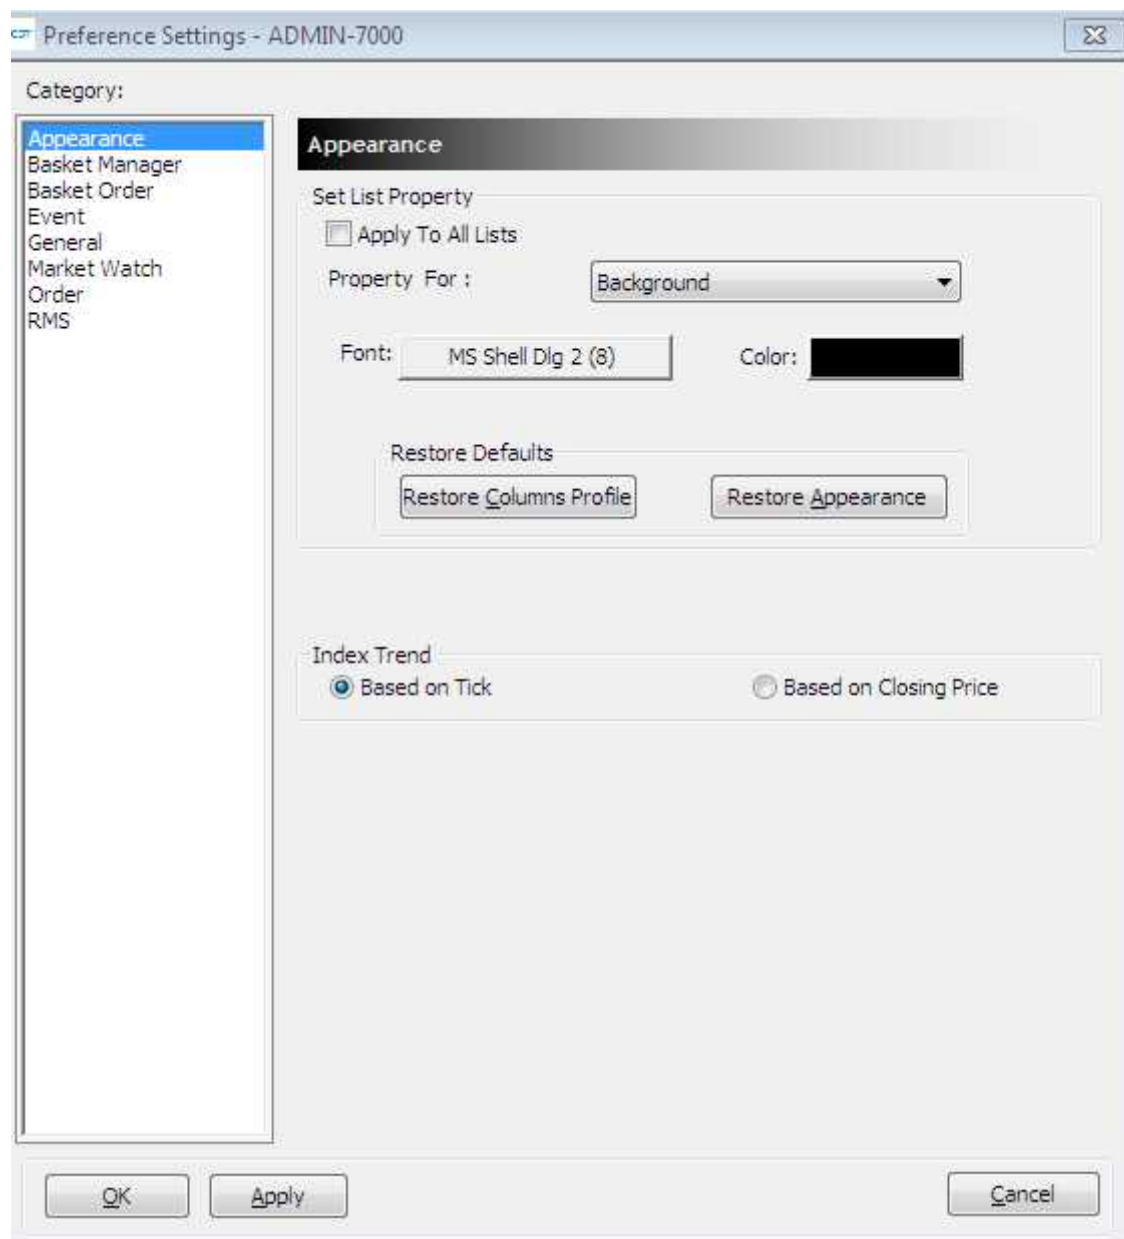 Preference Settings - ADMIN-7000
Category:
Appearance
Basket Manager
Basket Order
Event
General
Market Watch
Order
RMS
Appearance
Set List Property
Apply To All Lists
Property For :
Background
Font:
MS Shell Dlg 2 (8)
Color:
Restore Defaults
Restore Columns Profile
Restore Appearance
Index Trend
Based on Tick
Based on Closing Price
OK
Apply
Cancel